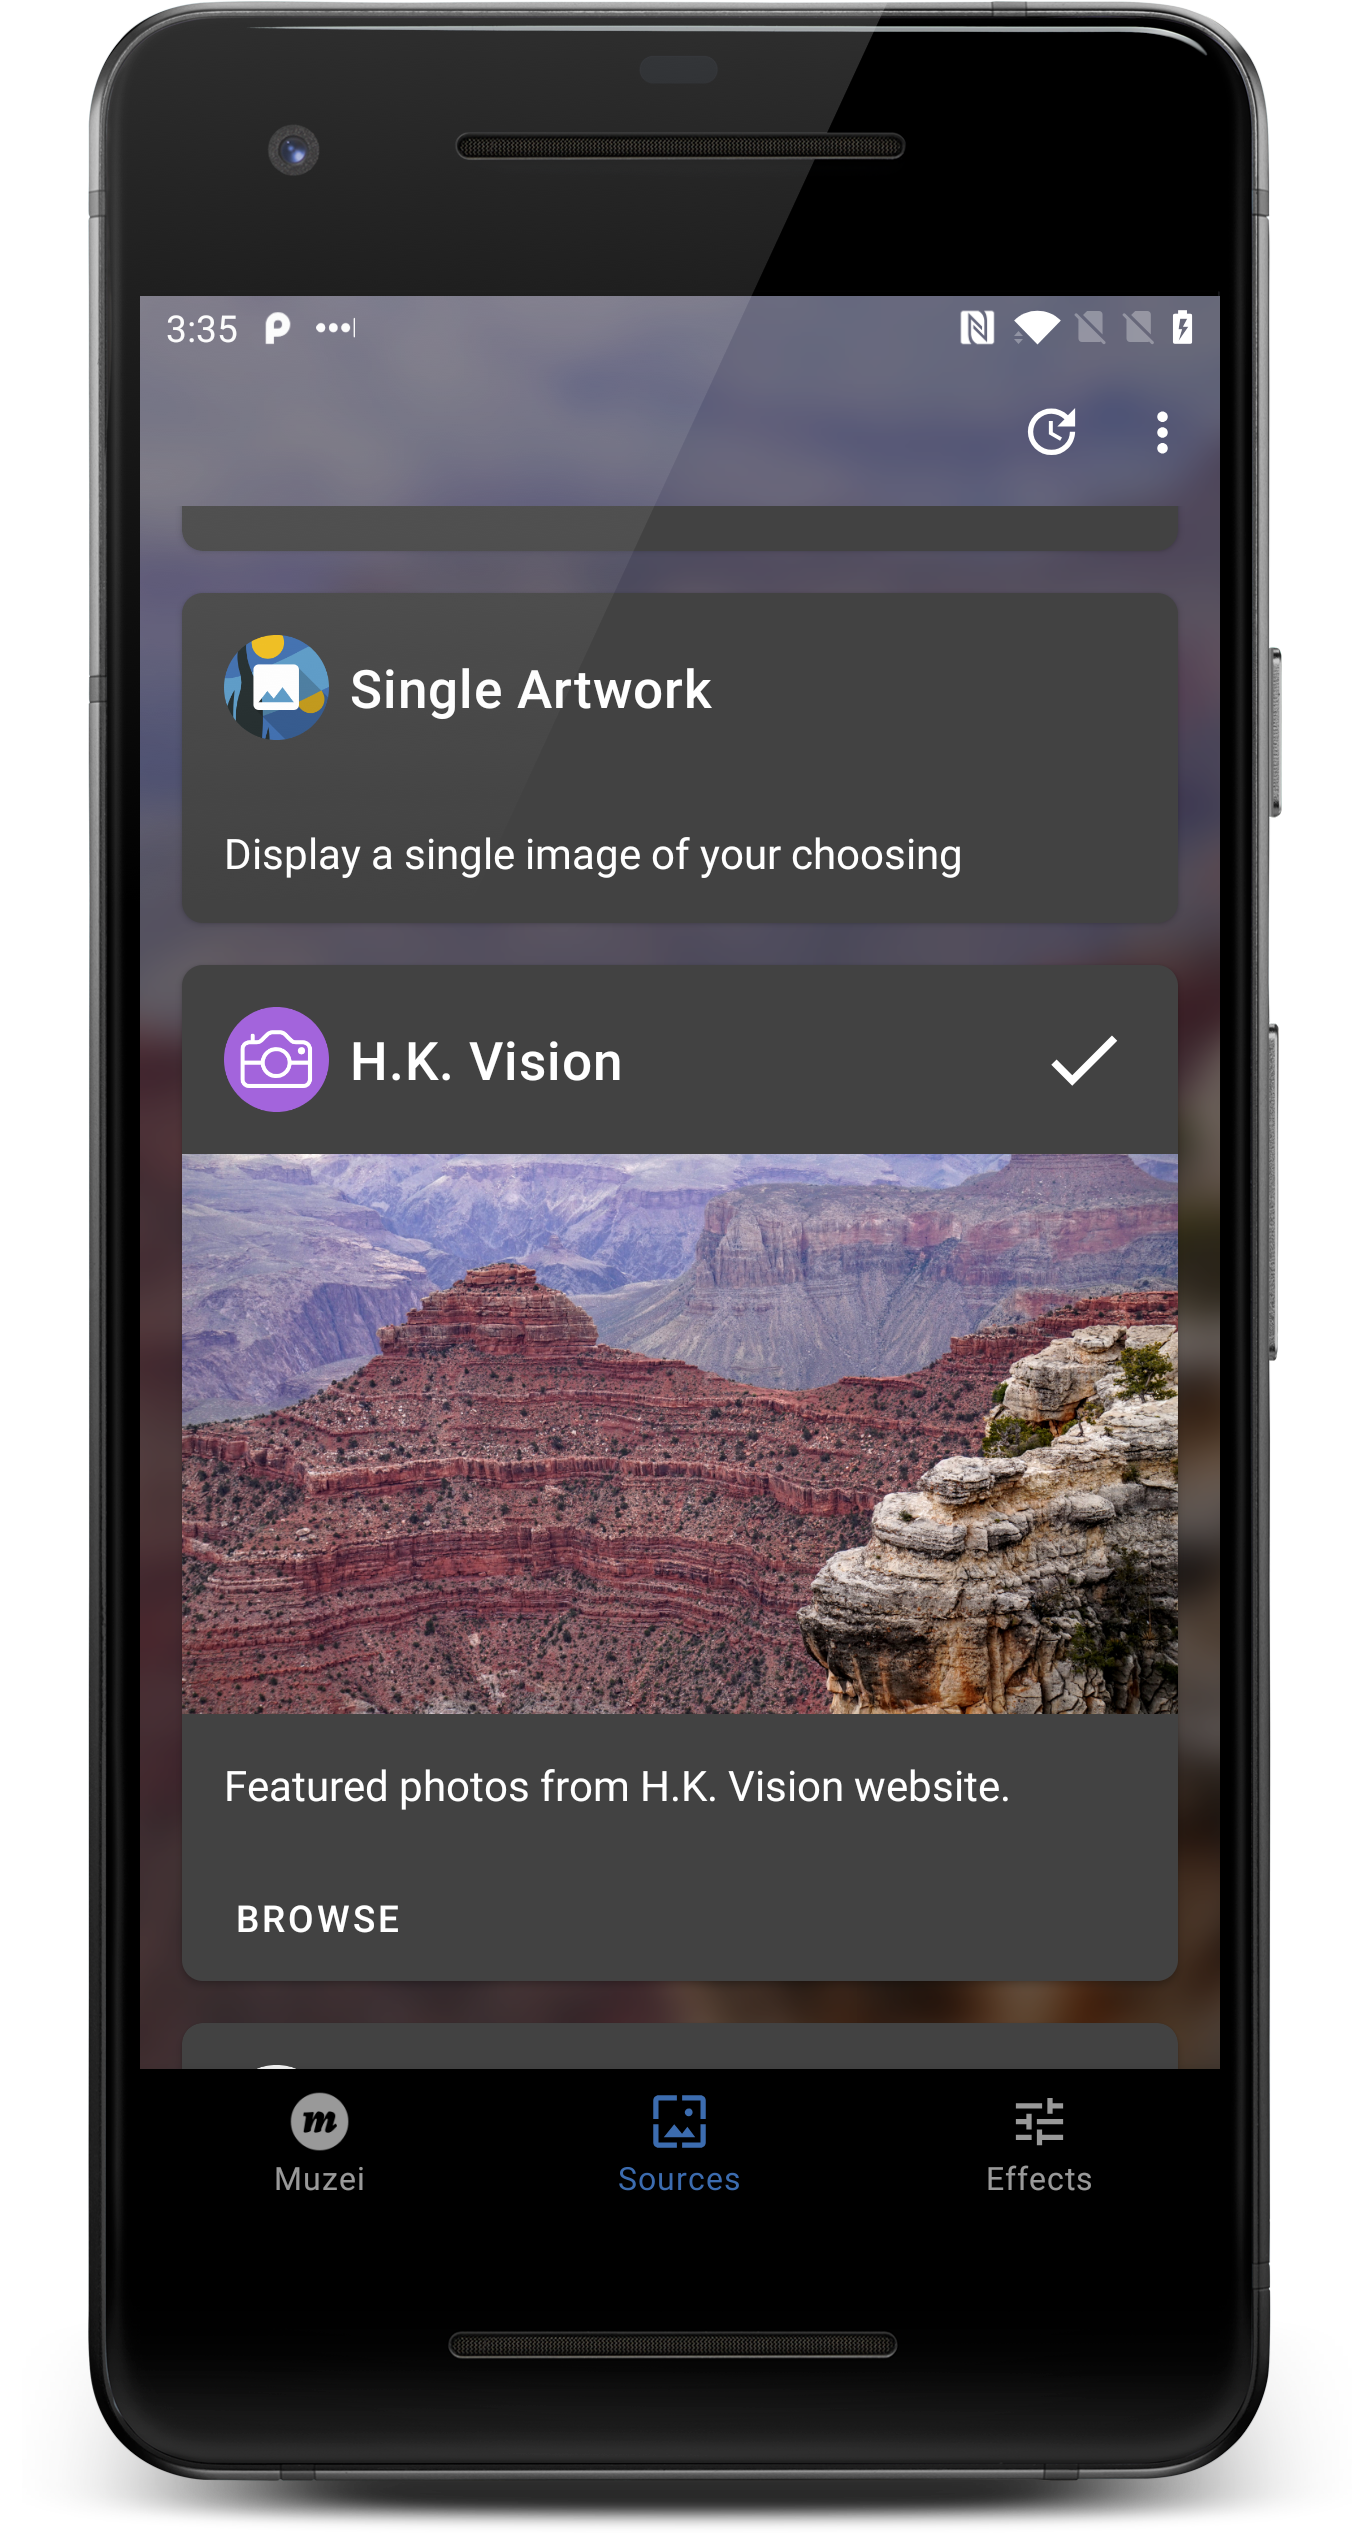 3:35
Single Artwork
Display a single image of your choosing
H.K. Vision
Featured photos from H.K. Vision website.
BROWSE
m
Muzei
Sources
Effects